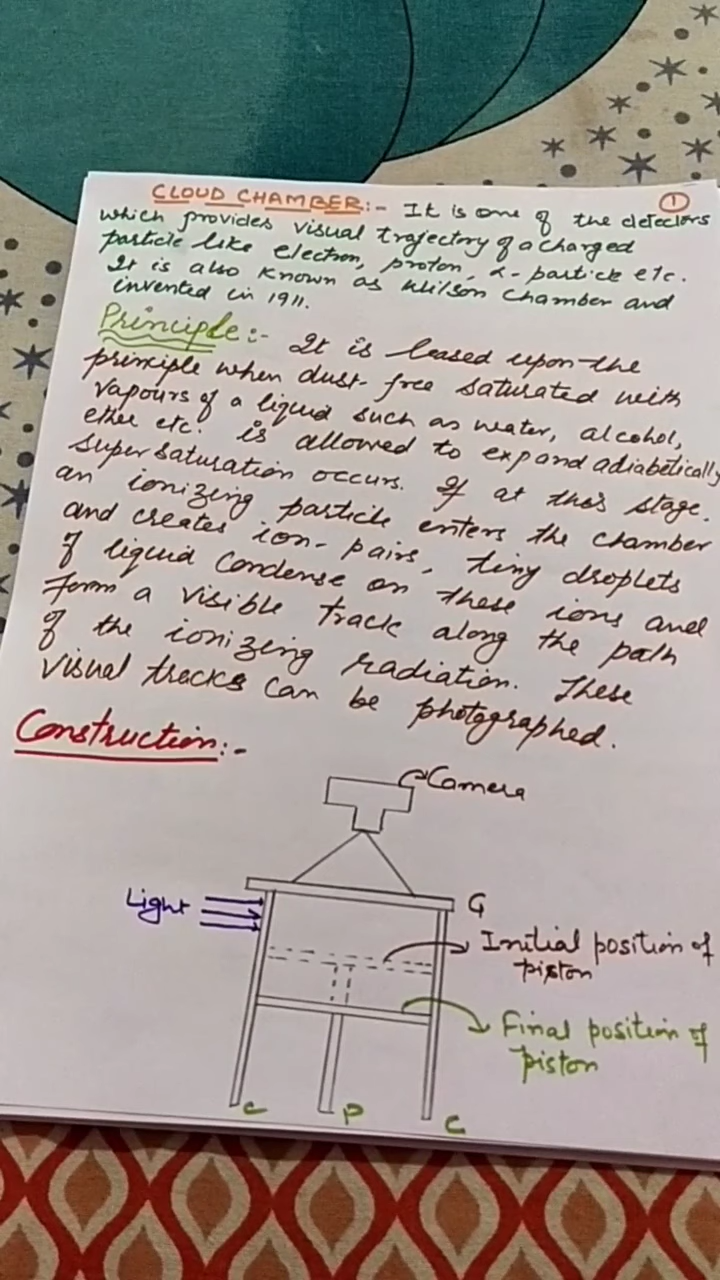 CLOUD CHAMBER:- It is one of the detectors
①
which provides visual trajectory of a charged
particle like electron, proton, α-particle etc.
It is also known as Wilson Chamber and
invented in 1911.
Principle:- It is based upon the
principle when dust-free saturated with
vapours of a liquid such as water, alcohol,
ether etc. is allowed to expand adiabetically
supersaturation occurs. If at this stage.
an ionizing particle enters the chamber
and creates ion-pairs, tiny droplets
of liquid condense on these ions and
form a visible track along the path
of the ionizing radiation. These
visual tracks can be photographed.
Construction:-
Camera
Light
G
Initial position of
piston
Final position of
piston
C
P
C